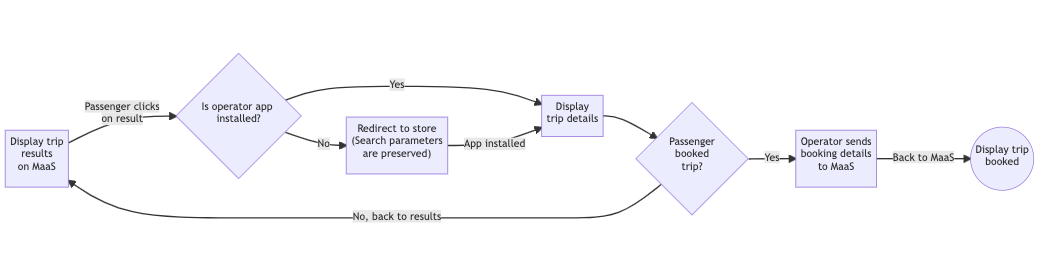 Display trip
results
on MaaS
Passenger clicks
on result
Is operator app
installed?
Yes
No
Redirect to store
(Search parameters
are preserved)
App installed
Display
trip details
Passenger
booked
trip?
Yes
Operator sends
booking details
to MaaS
Back to MaaS
Display trip
booked
No, back to results